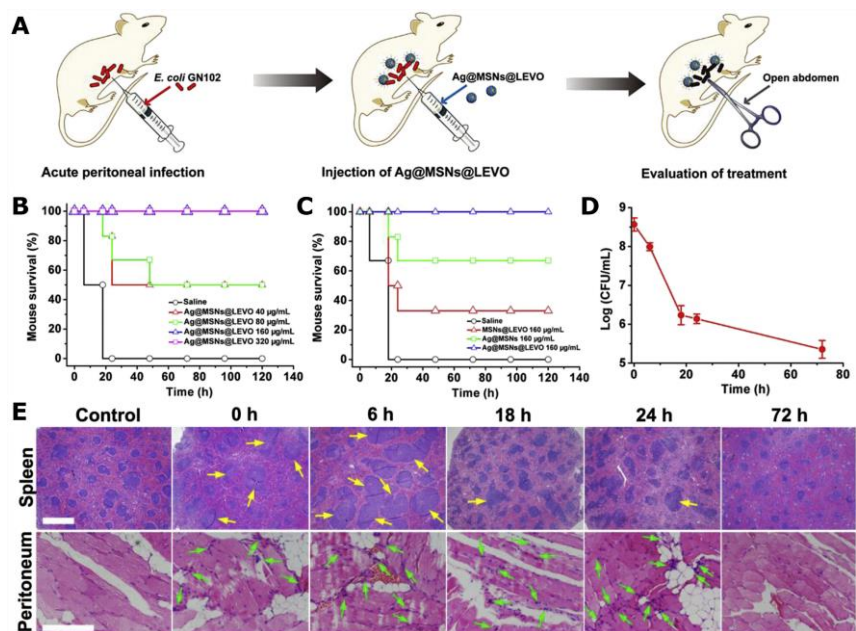 A
E. coli GN102
Ag@MSNs@LEVO
Open abdomen
Acute peritoneal infection
Injection of Ag@MSNs@LEVO
Evaluation of treatment
B
Mouse survival (%)
100
80
60
40
20
0
Saline
Ag@MSNs@LEVO 40 µg/mL
Ag@MSNs@LEVO 80 µg/mL
Ag@MSNs@LEVO 160 µg/mL
Ag@MSNs@LEVO 320 µg/mL
0 20 40 60 80 100 120 140
Time (h)
C
Mouse survival (%)
100
80
60
40
20
0
Saline
MSNs@LEVO 160 µg/mL
Ag@MSNs 160 µg/mL
Ag@MSNs@LEVO 160 µg/mL
0 20 40 60 80 100 120 140
Time (h)
D
Log (CFU/mL)
9
8
7
6
5
0 20 40 60 80
Time (h)
E
Control 0 h 6 h 18 h 24 h 72 h
Spleen
Peritoneum